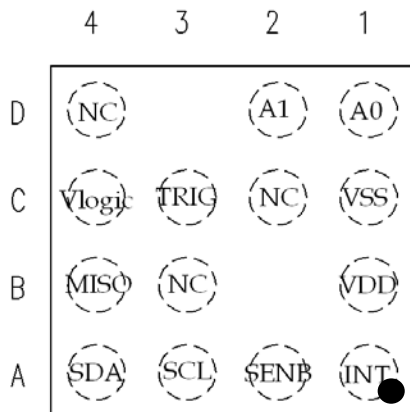 4 3 2 1
D NC A1 A0
C Vlogic TRIG NC VSS
B MISO NC VDD
A SDA SCL SENB INT